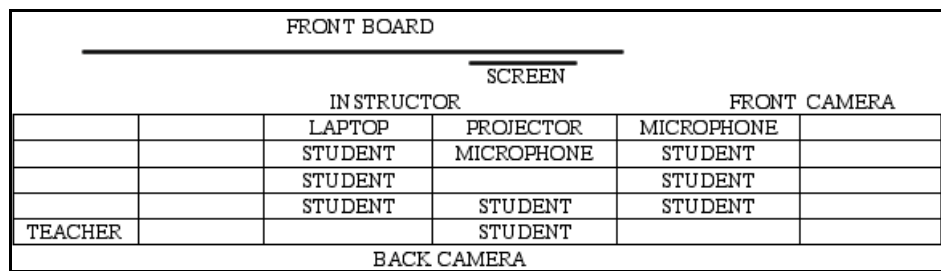 FRONT BOARD
SCREEN
INSTRUCTOR FRONT CAMERA
LAPTOP PROJECTOR MICROPHONE
STUDENT MICROPHONE STUDENT
STUDENT STUDENT
STUDENT STUDENT STUDENT
TEACHER STUDENT
BACK CAMERA